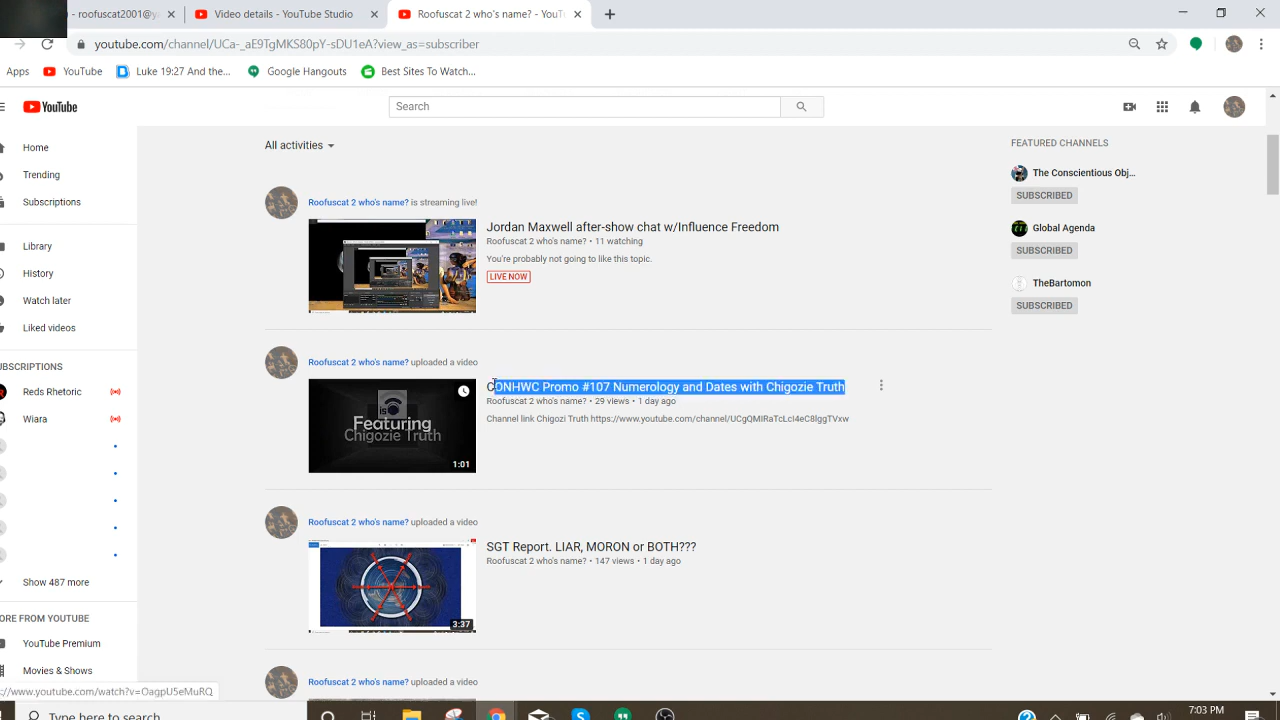 - roofuscat2001@y
Video details - YouTube Studio
Roofuscat 2 who's name? - YouT
youtube.com/channel/UCa-_aE9TgMKS80pY-sDU1eA?view_as=subscriber
Apps
YouTube
Luke 19:27 And the...
Google Hangouts
Best Sites To Watch...
YouTube
Search
Home
Trending
Subscriptions
Library
History
Watch later
Liked videos
UBSCRIPTIONS
Reds Rhetoric
Wiara
Show 487 more
ORE FROM YOUTUBE
YouTube Premium
Movies & Shows
All activities
Roofuscat 2 who's name? is streaming live!
Jordan Maxwell after-show chat w/Influence Freedom
Roofuscat 2 who's name? • 11 watching
You're probably not going to like this topic.
LIVE NOW
Roofuscat 2 who's name? uploaded a video
is
Featuring
Chigozie Truth
1:01
CONHWC Promo #107 Numerology and Dates with Chigozie Truth
Roofuscat 2 who's name? • 29 views • 1 day ago
Channel link Chigozi Truth https://www.youtube.com/channel/UCgQMIRaTcLcI4eC8lggTVxw
Roofuscat 2 who's name? uploaded a video
3:37
SGT Report. LIAR, MORON or BOTH???
Roofuscat 2 who's name? • 147 views • 1 day ago
Roofuscat 2 who's name? uploaded a video
FEATURED CHANNELS
The Conscientious Obj...
SUBSCRIBED
Global Agenda
SUBSCRIBED
TheBartomon
SUBSCRIBED
://www.youtube.com/watch?v=OagpU5eMuRQ
Type here to search
7:03 PM